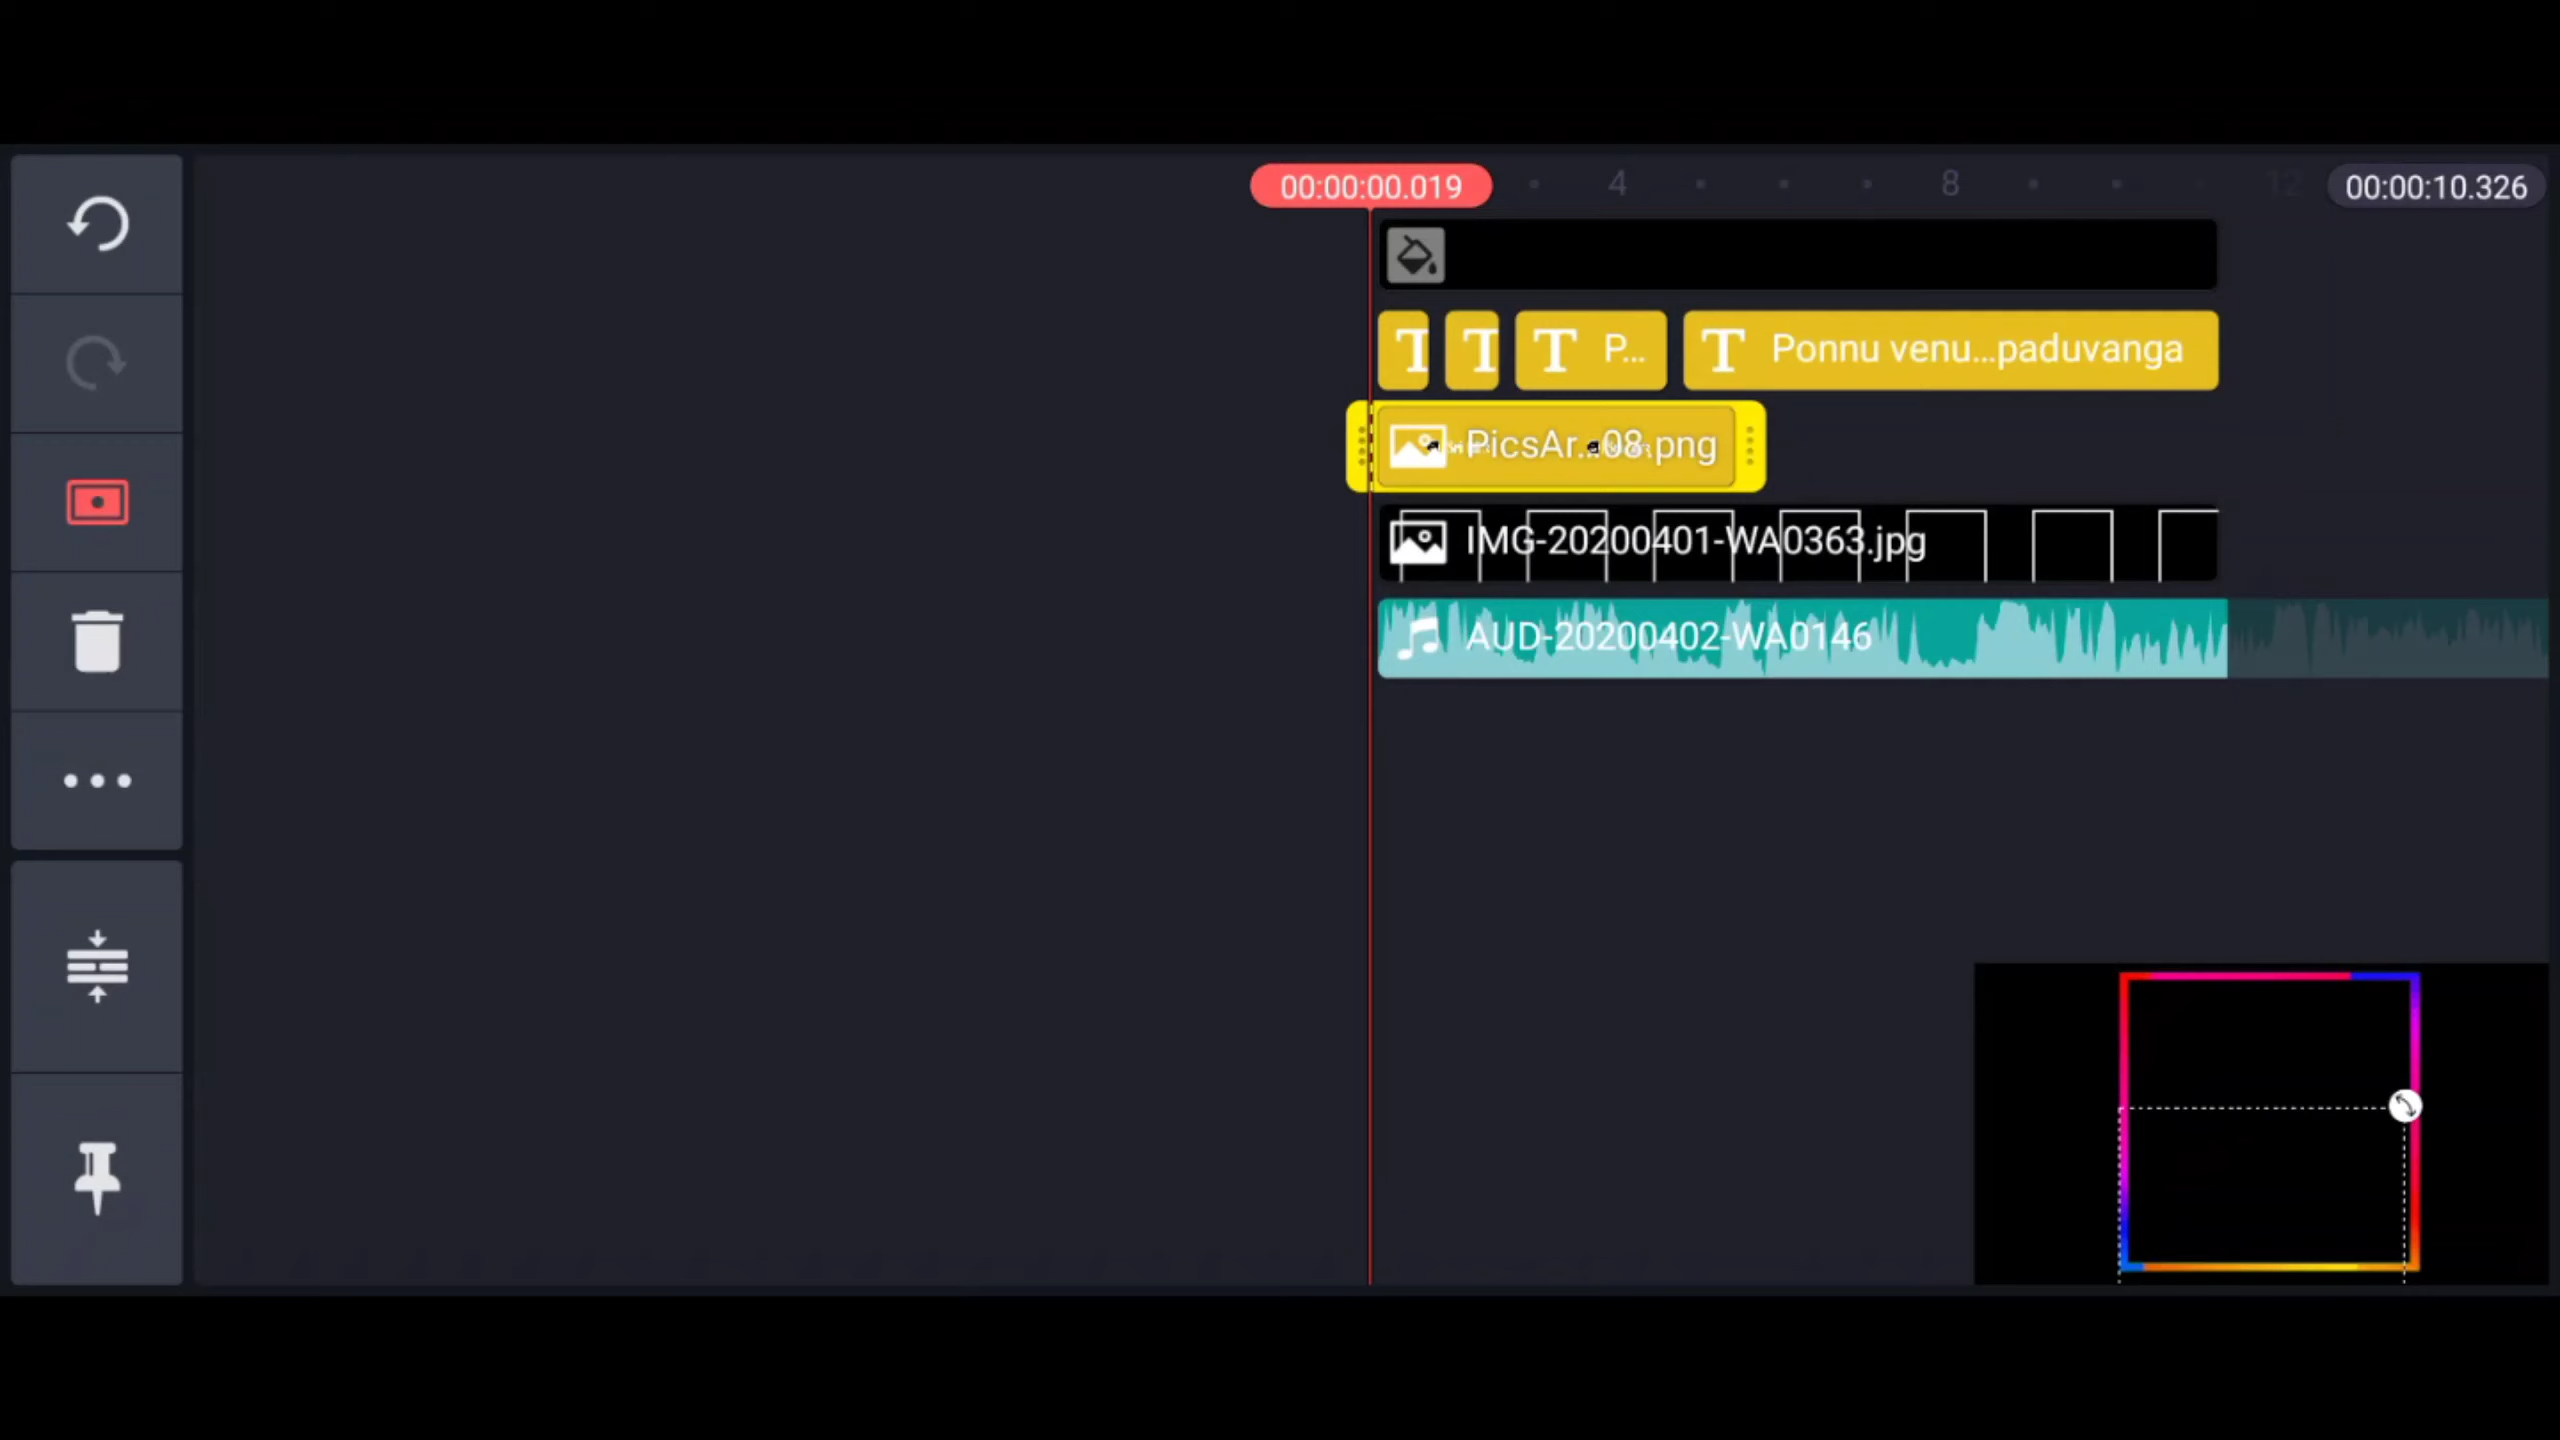 00:00:00.019 4 8 12 00:00:10.326
T T T P... T Ponnu venu...paduvanga
PicsAr...08.png
IMG-20200401-WA0363.jpg
AUD-20200402-WA0146